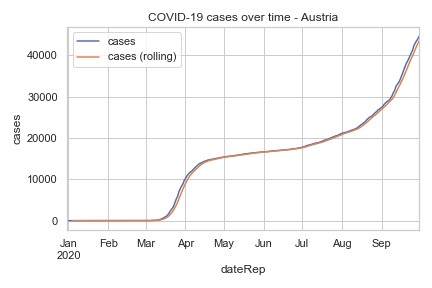 COVID-19 cases over time - Austria
cases
cases (rolling)
40000
30000
20000
10000
0
cases
Jan Feb Mar Apr May Jun Jul Aug Sep
2020
dateRep